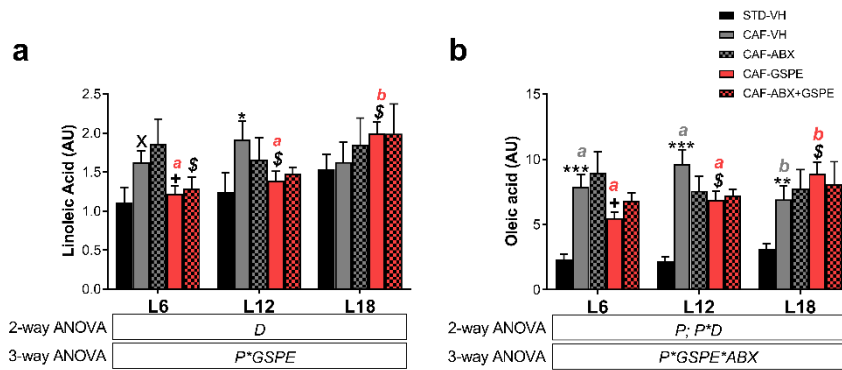 STD-VH
CAF-VH
CAF-ABX
CAF-GSPE
CAF-ABX+GSPE
a
Linoleic Acid (AU)
2.5
2.0
1.5
1.0
0.5
0.0
X
a
+
$
*
a
$
b
$
L6 L12 L18
2-way ANOVA D
3-way ANOVA P*GSPE
b
Oleic acid (AU)
15
10
5
0
a
***
a
+
a
***
a
$
b
**
b
$
L6 L12 L18
2-way ANOVA P; P*D
3-way ANOVA P*GSPE*ABX